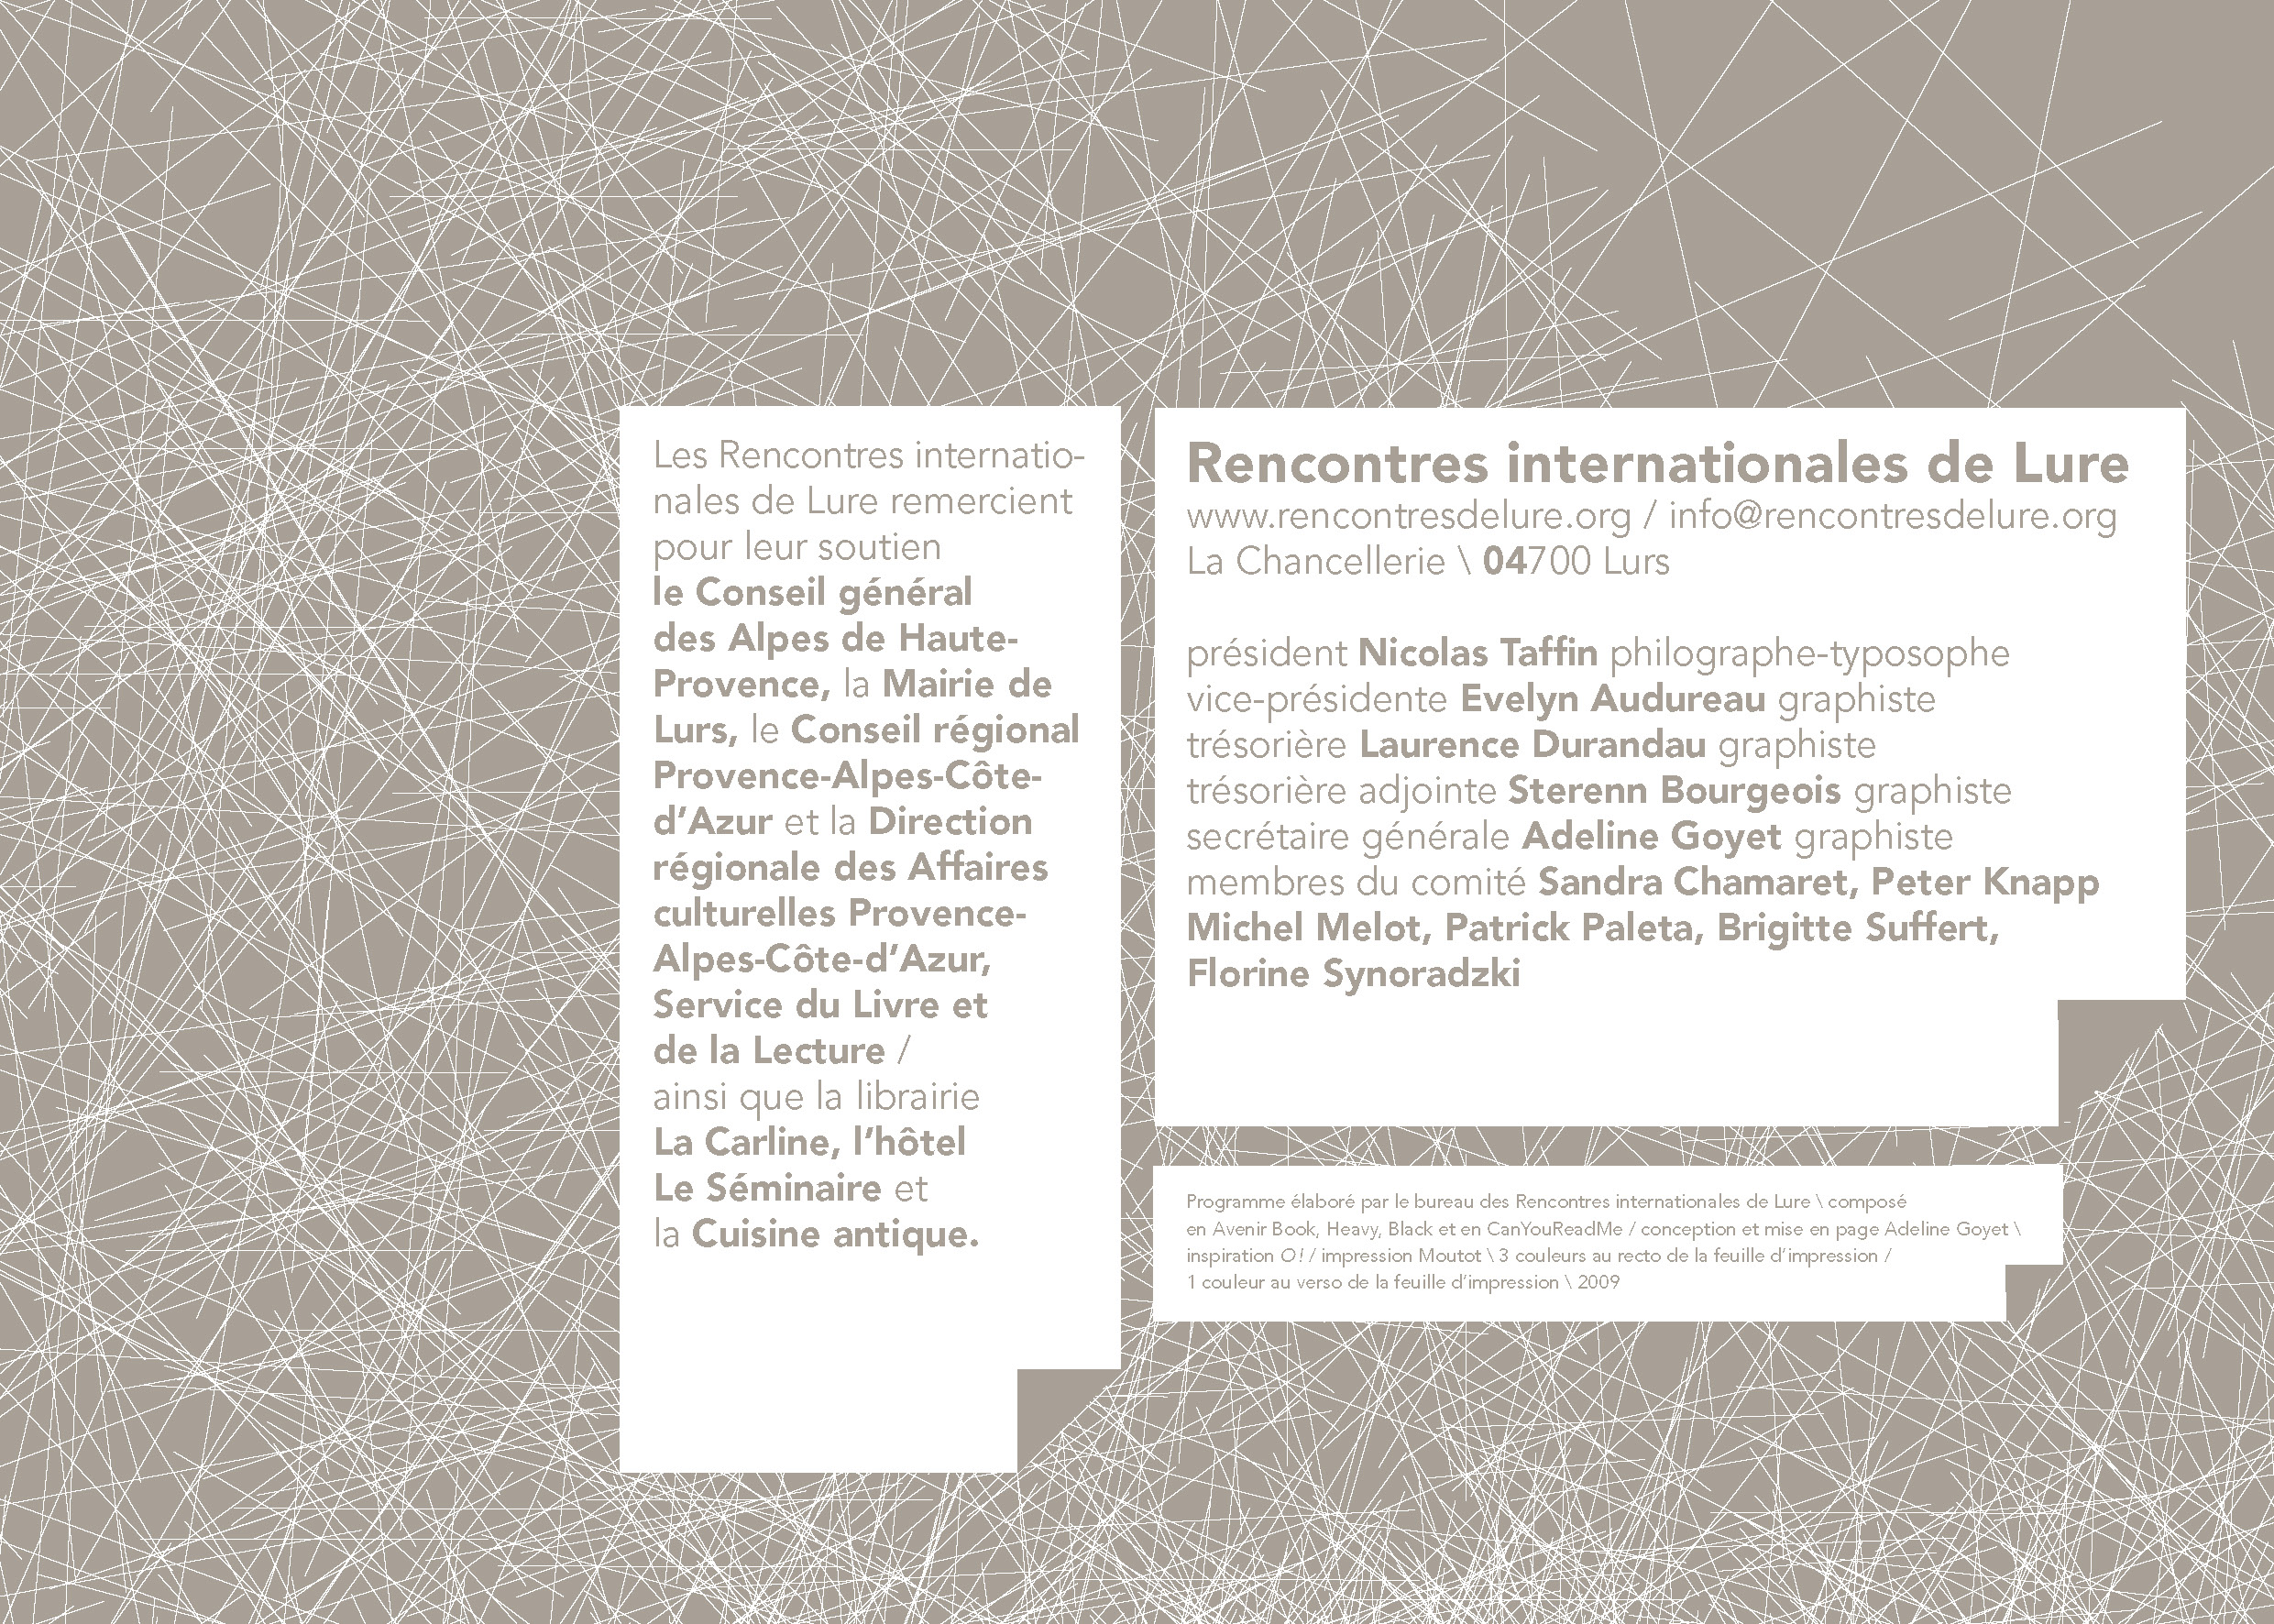 Les Rencontres internatio-
nales de Lure remercient
pour leur soutien
le Conseil général
des Alpes de Haute-
Provence, la Mairie de
Lurs, le Conseil régional
Provence-Alpes-Côte-
d’Azur et la Direction
régionale des Affaires
culturelles Provence-
Alpes-Côte-d’Azur,
Service du Livre et
de la Lecture /
ainsi que la librairie
La Carline, l’hôtel
Le Séminaire et
la Cuisine antique.
Rencontres internationales de Lure
www.rencontresdelure.org / info@rencontresdelure.org
La Chancellerie \ 04700 Lurs
président Nicolas Taffin philographe-typosophe
vice-présidente Evelyn Audureau graphiste
trésorière Laurence Durandau graphiste
trésorière adjointe Sterenn Bourgeois graphiste
secrétaire générale Adeline Goyet graphiste
membres du comité Sandra Chamaret, Peter Knapp
Michel Melot, Patrick Paleta, Brigitte Suffert,
Florine Synoradzki
Programme élaboré par le bureau des Rencontres internationales de Lure \ composé
en Avenir Book, Heavy, Black et en CanYouReadMe / conception et mise en page Adeline Goyet \
inspiration O! / impression Moutot \ 3 couleurs au recto de la feuille d’impression /
1 couleur au verso de la feuille d’impression \ 2009